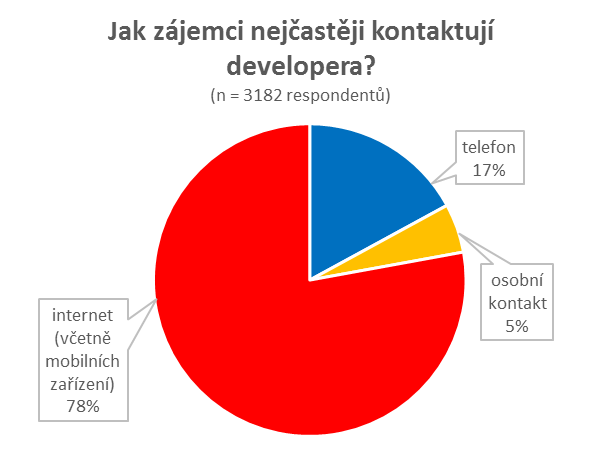 Jak zájemci nejčastěji kontaktují
developera?
(n = 3182 respondentů)
telefon
17%
osobní
kontakt
5%
internet
(včetně
mobilních
zařízení)
78%